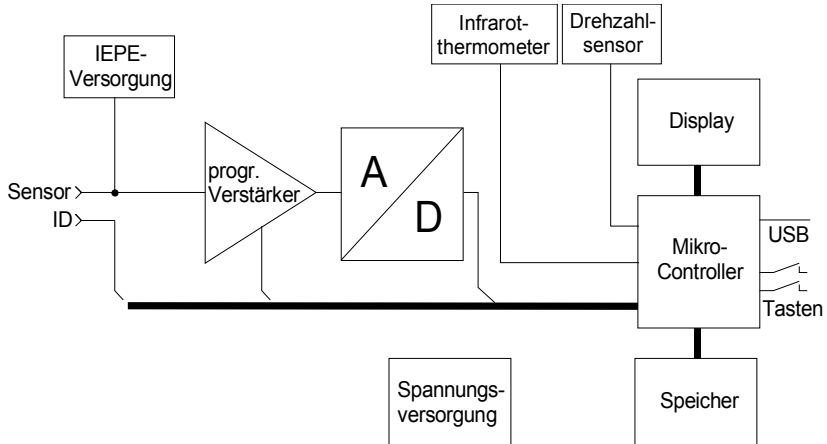 IEPE-
Versorgung
Infrarot-
thermometer
Drehzahl-
sensor
Display
progr.
Verstärker
A
D
Sensor
ID
Mikro-
Controller
USB
Tasten
Spannungs-
versorgung
Speicher